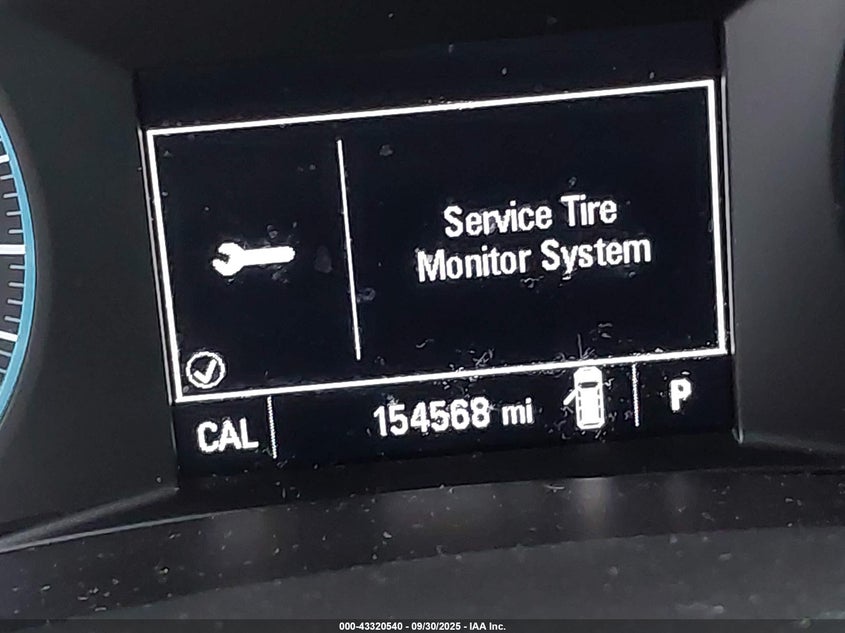 Service Tire
Monitor System
CAL 154568 mi P
000-43320540 - 09/30/2025 - IAA Inc.